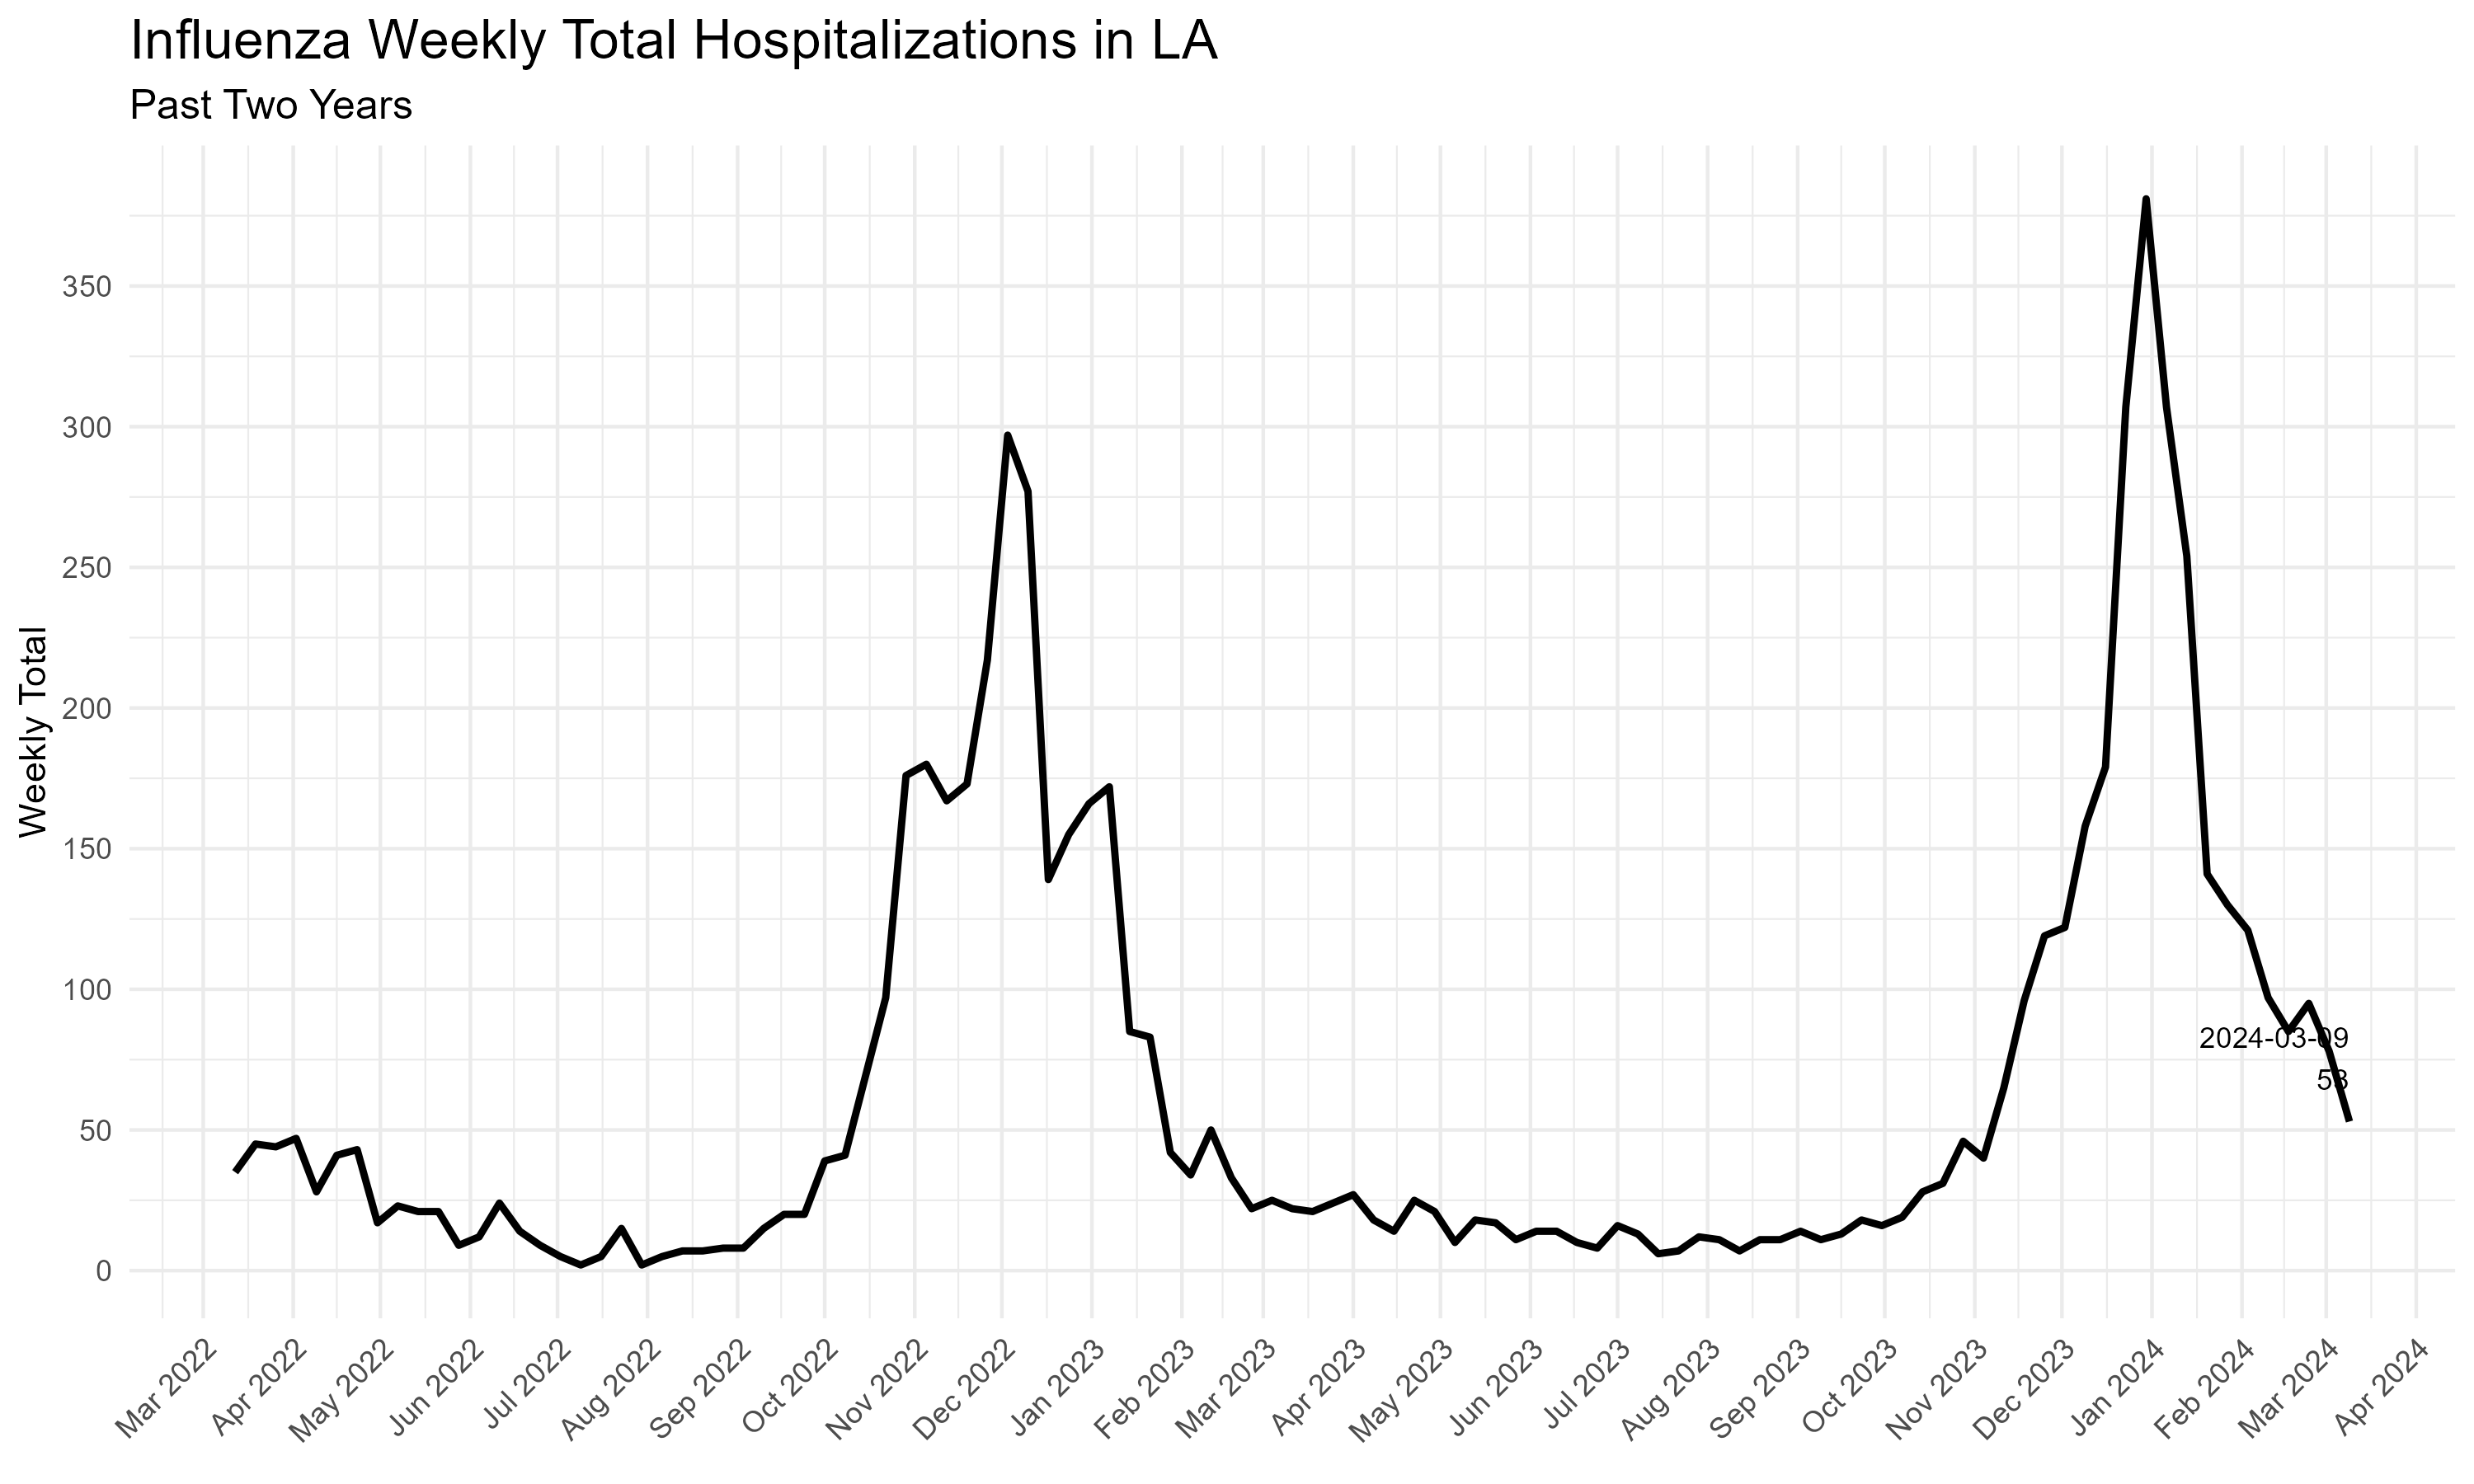 Influenza Weekly Total Hospitalizations in LA
Past Two Years
Weekly Total
350
300
250
200
150
100
50
0
2024-03-09
53
Mar 2022
Apr 2022
May 2022
Jun 2022
Jul 2022
Aug 2022
Sep 2022
Oct 2022
Nov 2022
Dec 2022
Jan 2023
Feb 2023
Mar 2023
Apr 2023
May 2023
Jun 2023
Jul 2023
Aug 2023
Sep 2023
Oct 2023
Nov 2023
Dec 2023
Jan 2024
Feb 2024
Mar 2024
Apr 2024